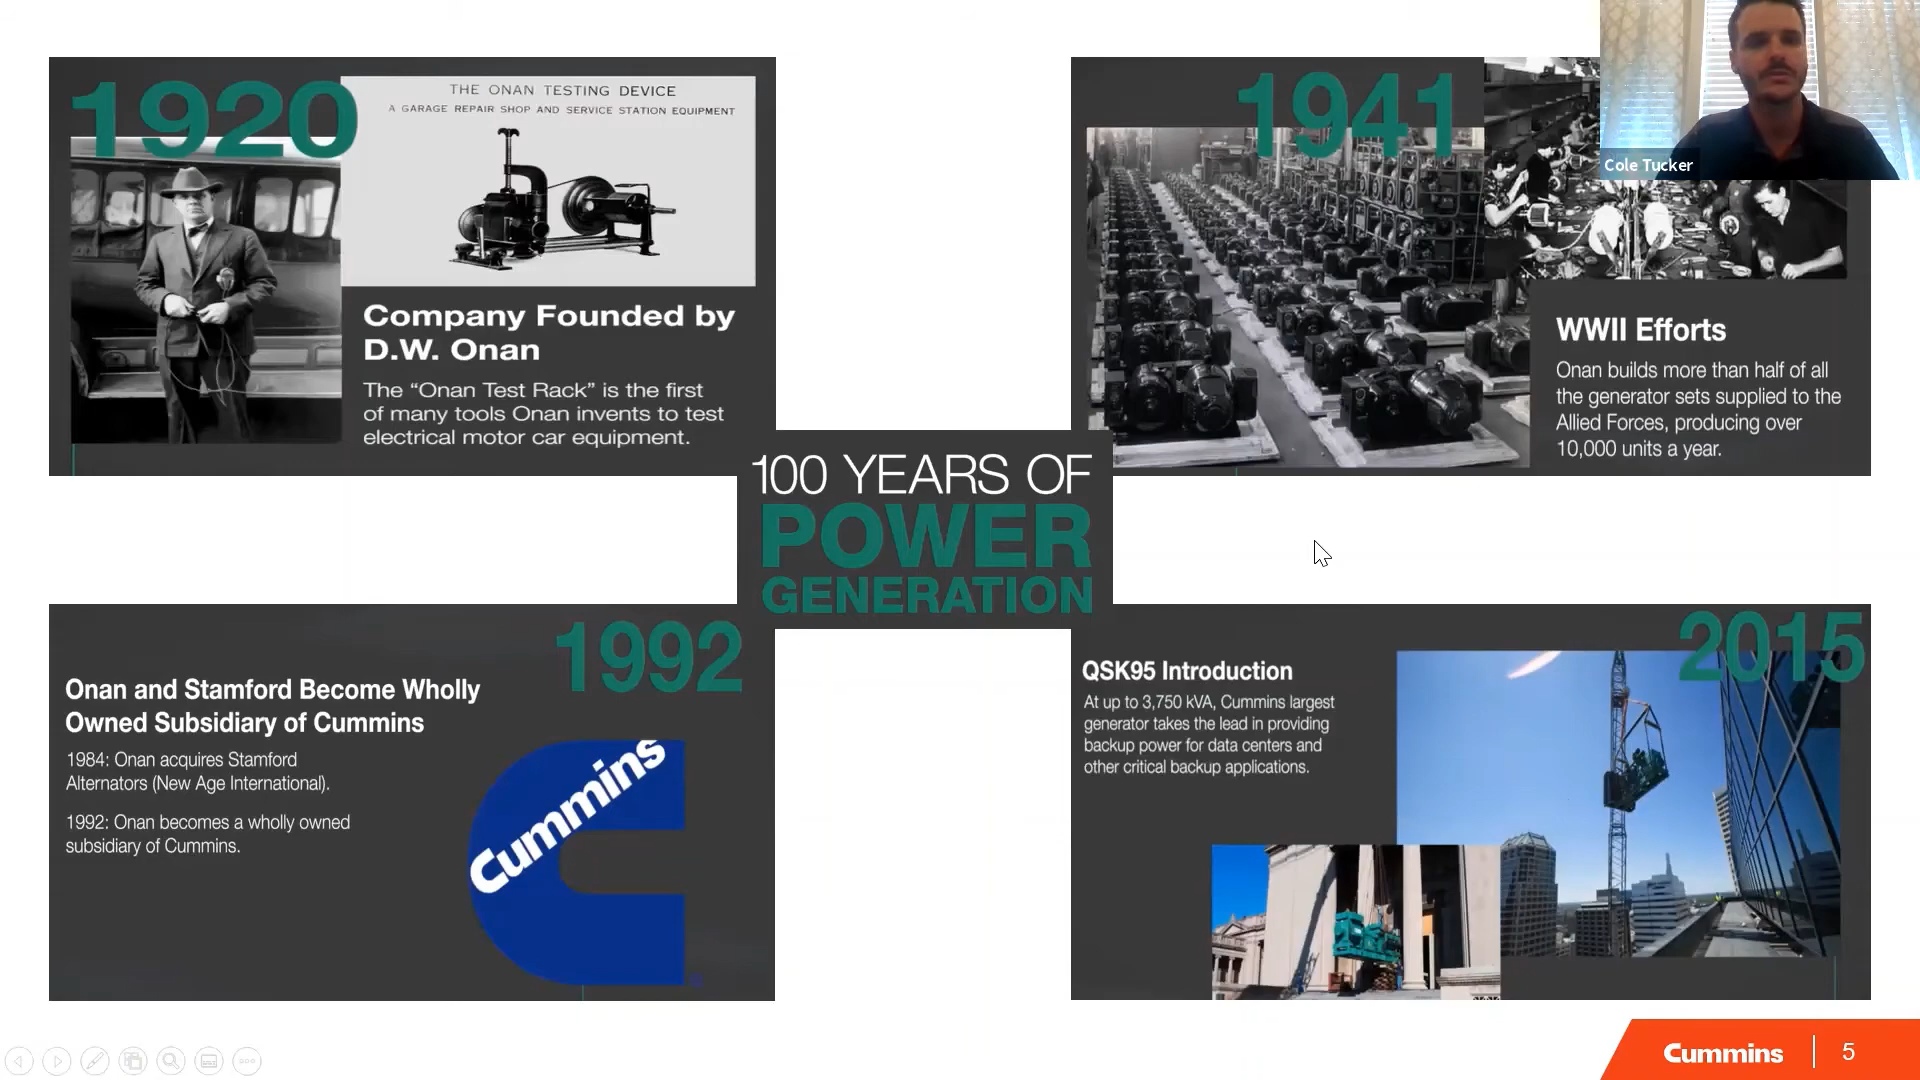 1920
THE ONAN TESTING DEVICE
A GARAGE REPAIR SHOP AND SERVICE STATION EQUIPMENT
Company Founded by
D.W. Onan
The “Onan Test Rack” is the first
of many tools Onan invents to test
electrical motor car equipment.
1941
Cole Tucker
WWII Efforts
Onan builds more than half of all
the generator sets supplied to the
Allied Forces, producing over
10,000 units a year.
100 YEARS OF
POWER
GENERATION
1992
Onan and Stamford Become Wholly
Owned Subsidiary of Cummins
1984: Onan acquires Stamford
Alternators (New Age International).
1992: Onan becomes a wholly owned
subsidiary of Cummins.
Cummins
2015
QSK95 Introduction
At up to 3,750 kVA, Cummins largest
generator takes the lead in providing
backup power for data centers and
other critical backup applications.
Cummins
5